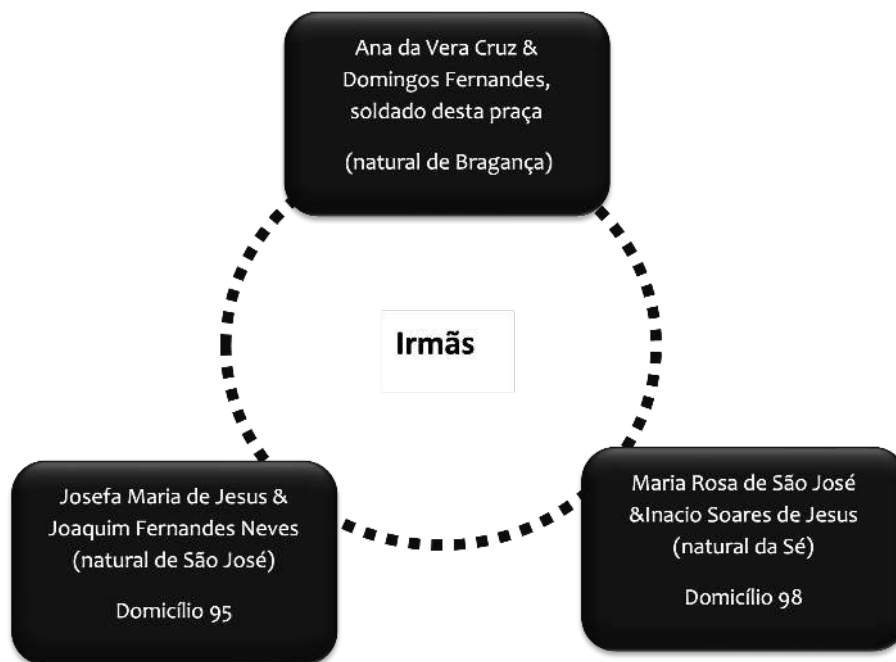 Ana da Vera Cruz &
Domingos Fernandes,
soldado desta praça
(natural de Bragança)
Irmãs
Josefa Maria de Jesus &
Joaquim Fernandes Neves
(natural de São José)
Domicílio 95
Maria Rosa de São José
&Inacio Soares de Jesus
(natural da Sé)
Domicílio 98